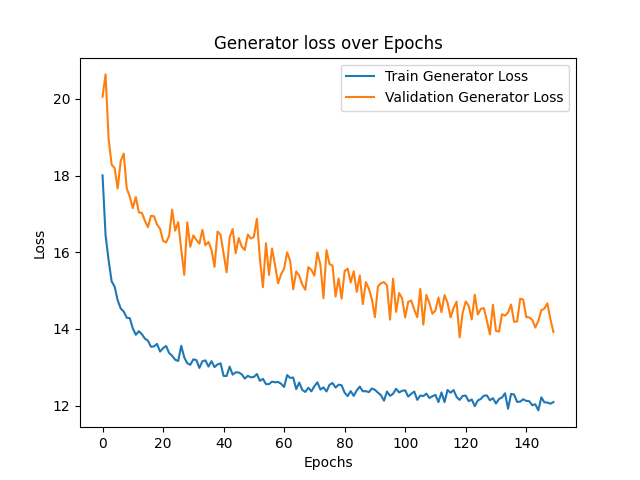 Generator loss over Epochs
Train Generator Loss
Validation Generator Loss
20
18
16
14
12
Loss
0
20
40
60
80
100
120
140
Epochs